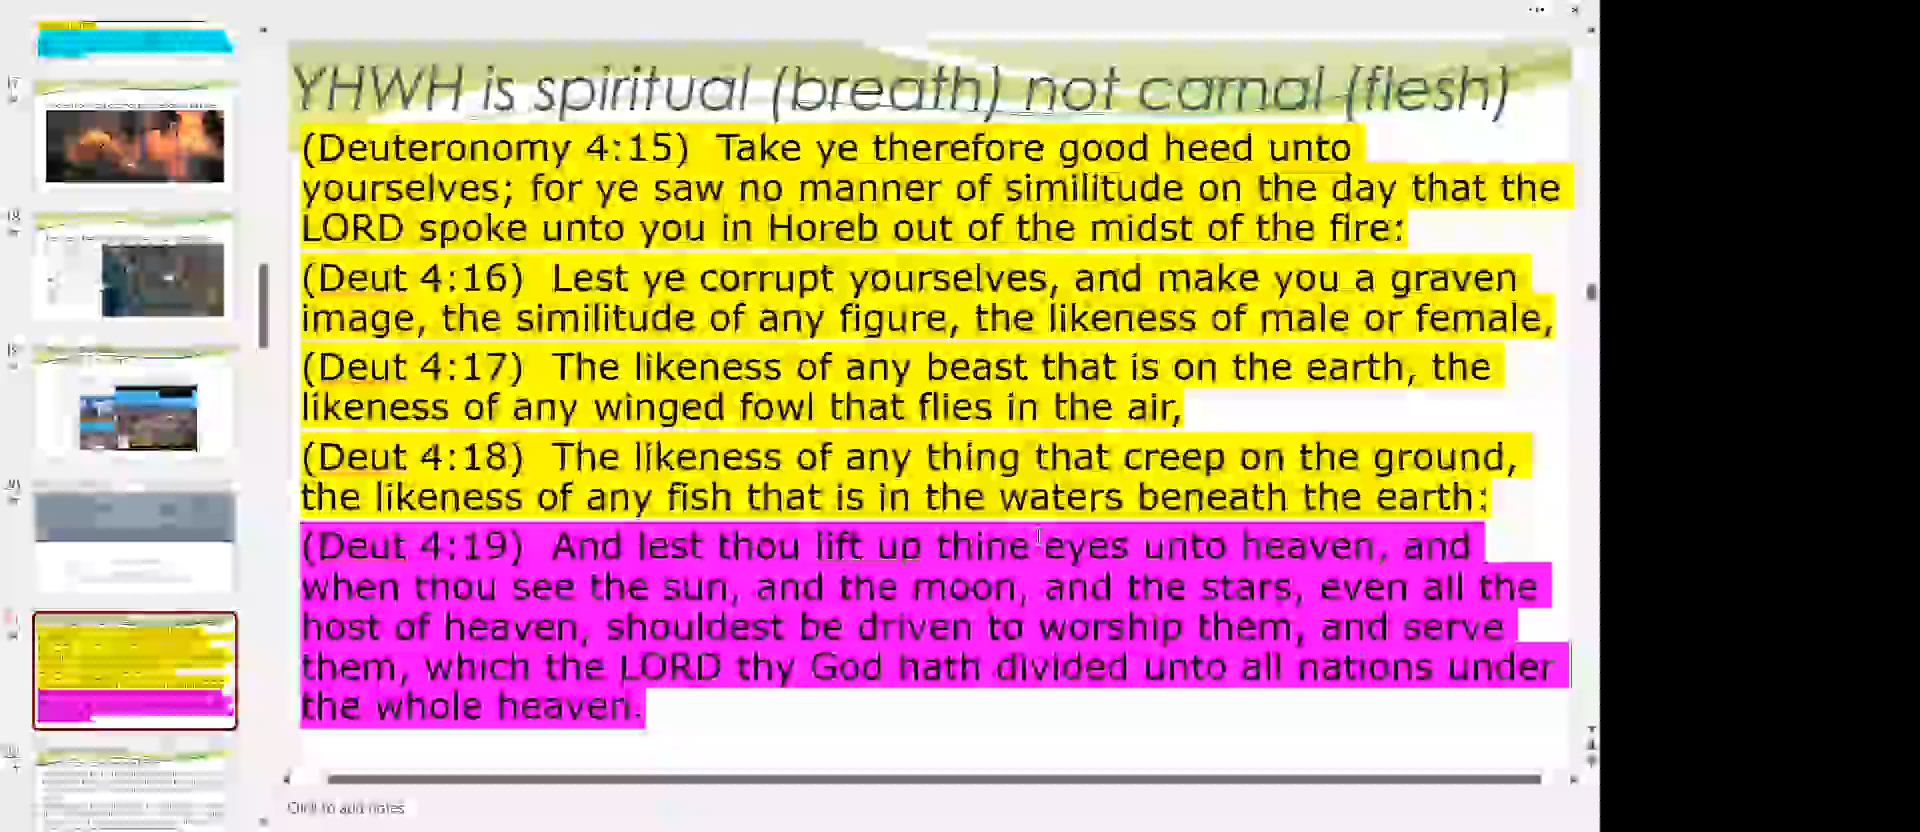 YHWH is spiritual (breath) not carnal (flesh)
(Deuteronomy 4:15)  Take ye therefore good heed unto
yourselves; for ye saw no manner of similitude on the day that the
LORD spoke unto you in Horeb out of the midst of the fire:
(Deut 4:16)  Lest ye corrupt yourselves, and make you a graven
image, the similitude of any figure, the likeness of male or female,
(Deut 4:17)  The likeness of any beast that is on the earth, the
likeness of any winged fowl that flies in the air,
(Deut 4:18)  The likeness of any thing that creep on the ground,
the likeness of any fish that is in the waters beneath the earth:
(Deut 4:19)  And lest thou lift up thine eyes unto heaven, and
when thou see the sun, and the moon, and the stars, even all the
host of heaven, shouldest be driven to worship them, and serve
them, which the LORD thy God hath divided unto all nations under
the whole heaven.
Click to add notes